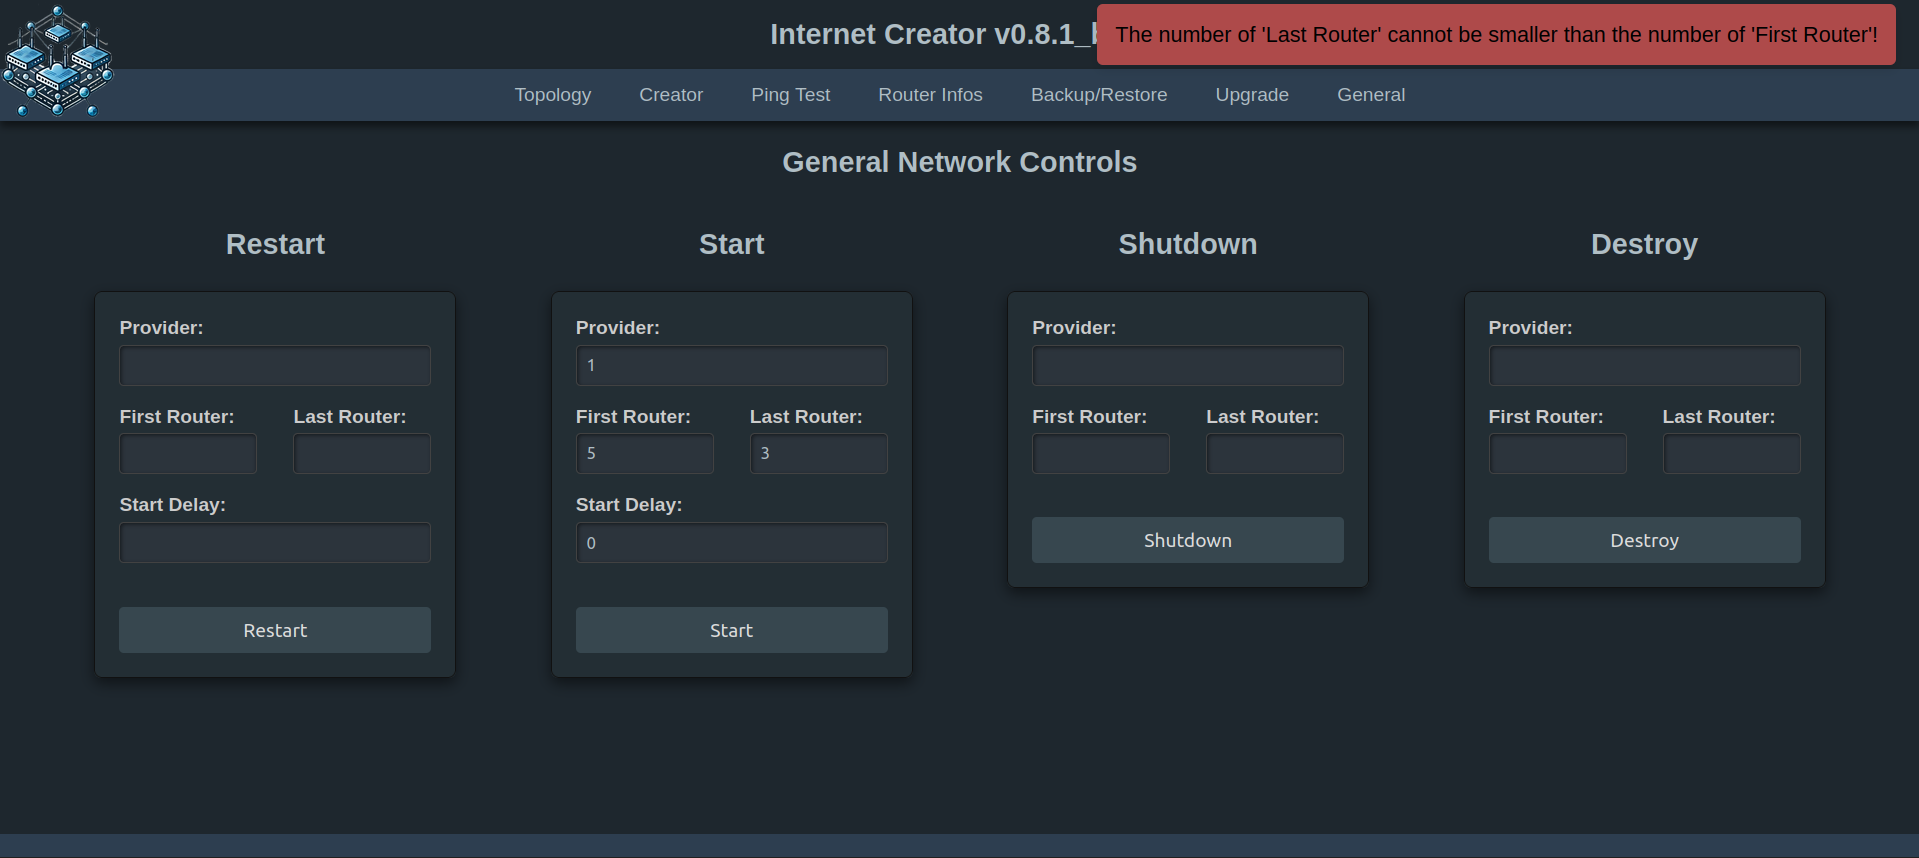 Internet Creator v0.8.1_
The number of 'Last Router' cannot be smaller than the number of 'First Router'!
Topology Creator Ping Test Router Infos Backup/Restore Upgrade General
General Network Controls
Restart
Provider:
First Router: Last Router:
Start Delay:
Restart
Start
Provider:
1
First Router: Last Router:
5 3
Start Delay:
0
Start
Shutdown
Provider:
First Router: Last Router:
Shutdown
Destroy
Provider:
First Router: Last Router:
Destroy